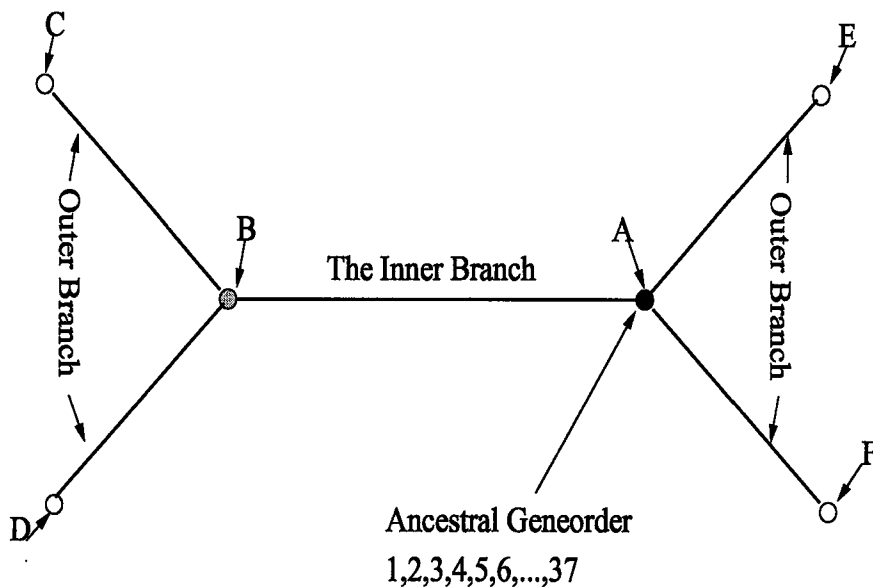 C
E
Outer Branch
B
A
Outer Branch
The Inner Branch
D
F
Ancestral Geneorder
1,2,3,4,5,6,...,37